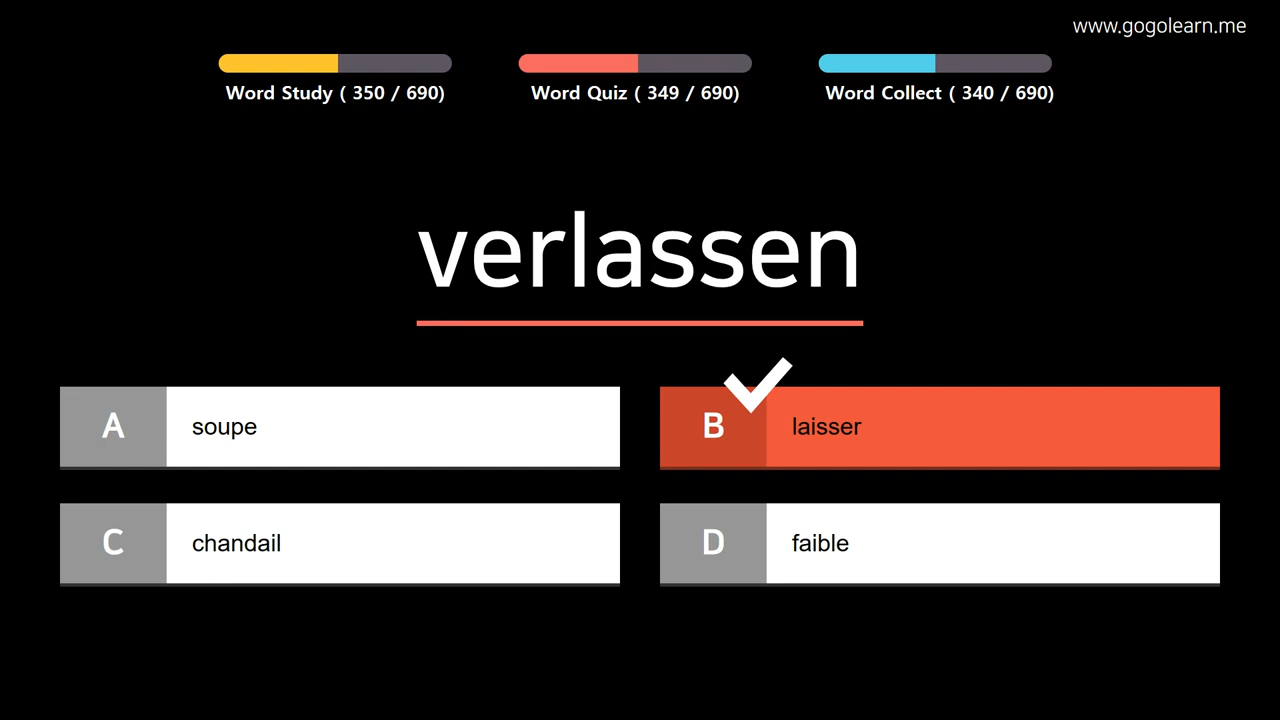 www.gogolearn.me
Word Study ( 350 / 690)
Word Quiz ( 349 / 690)
Word Collect ( 340 / 690)
verlassen
A
soupe
B
laisser
C
chandail
D
faible